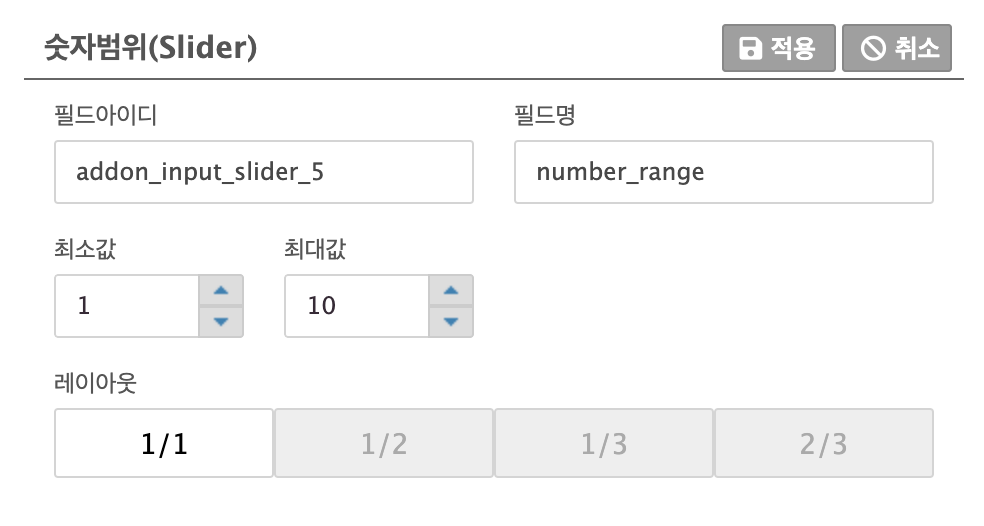 숫자범위(Slider) 적용 취소
필드아이디 필드명
addon_input_slider_5 number_range
최소값 최대값
1 10
레이아웃
1/1 1/2 1/3 2/3